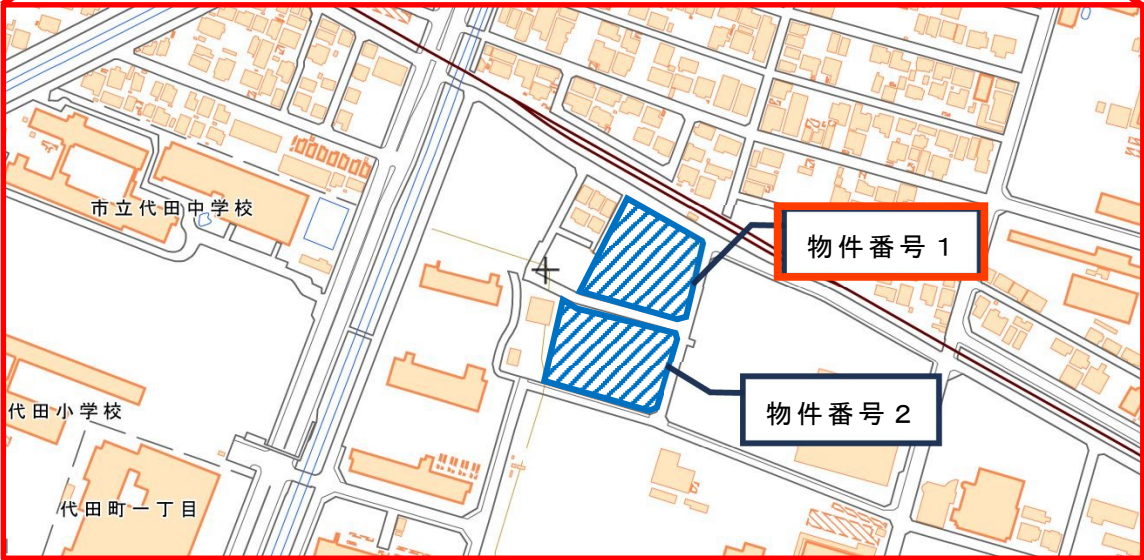 市立代田中学校
物件番号１
物件番号２
代田小学校
代田町一丁目